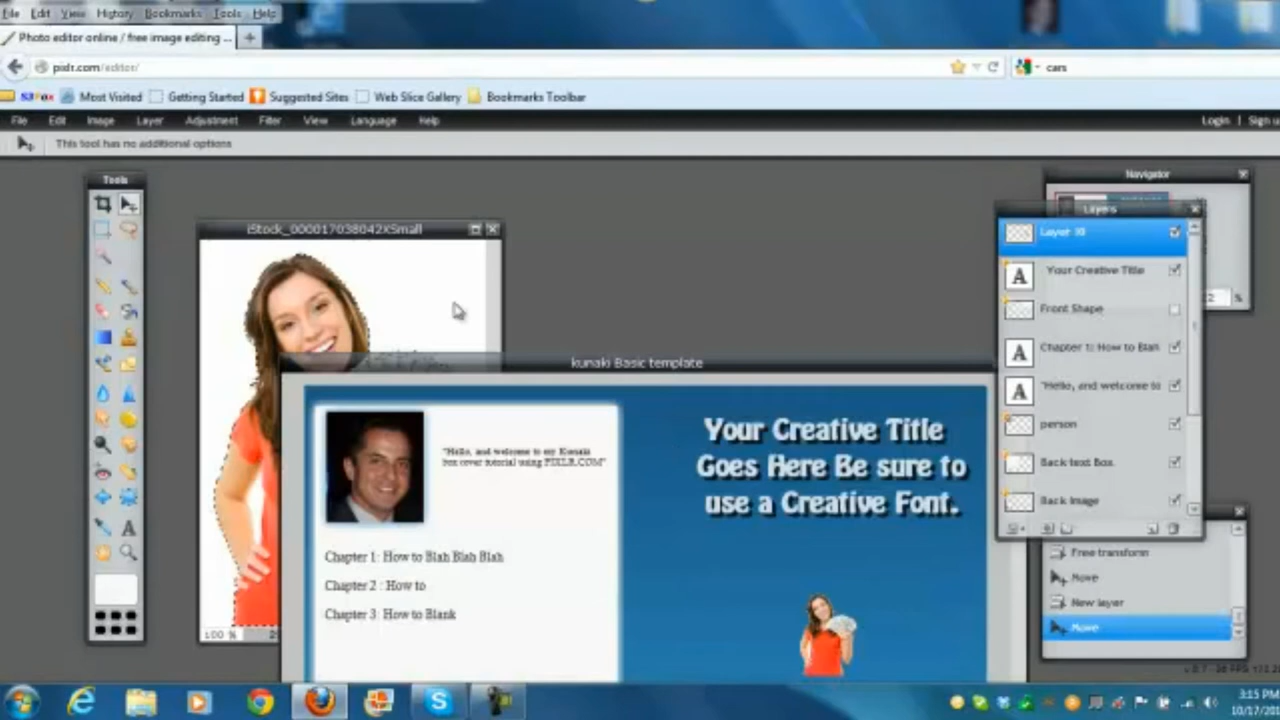 File Edit View History Bookmarks Tools Help
Photo editor online / free image editing ...
pixlr.com/editor/
cars
Most Visited Getting Started Suggested Sites Web Slice Gallery Bookmarks Toolbar
File Edit Image Layer Adjustment Filter View Language Help
Login | Sign u
This tool has no additional options
Tools
Navigator
Layers
iStock_000017038042XSmall
Your Creative Title
Front Shape
Chapter 1: How to Blah
"Hello, and welcome to
person
Back text Box
Back Image
kunaki Basic template
"Hello, and welcome to my Kunaki
box cover tutorial using PIXLR.COM"
Your Creative Title
Goes Here Be sure to
use a Creative Font.
Chapter 1: How to Blah Blah Blah
Chapter 2 : How to
Chapter 3: How to Blank
Free transform
Move
New layer
Move
100 %
%
3:15 PM